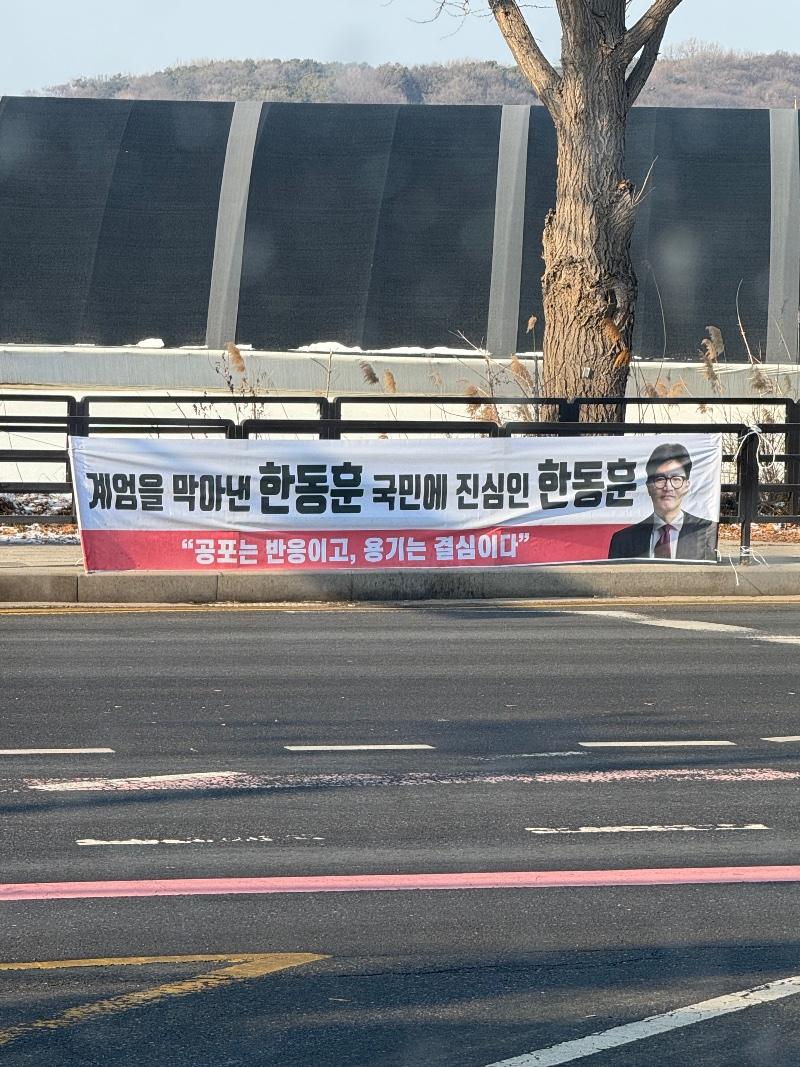 계엄을 막아낸 한동훈 국민에 진심인 한동훈
“공포는 반응이고, 용기는 결심이다”